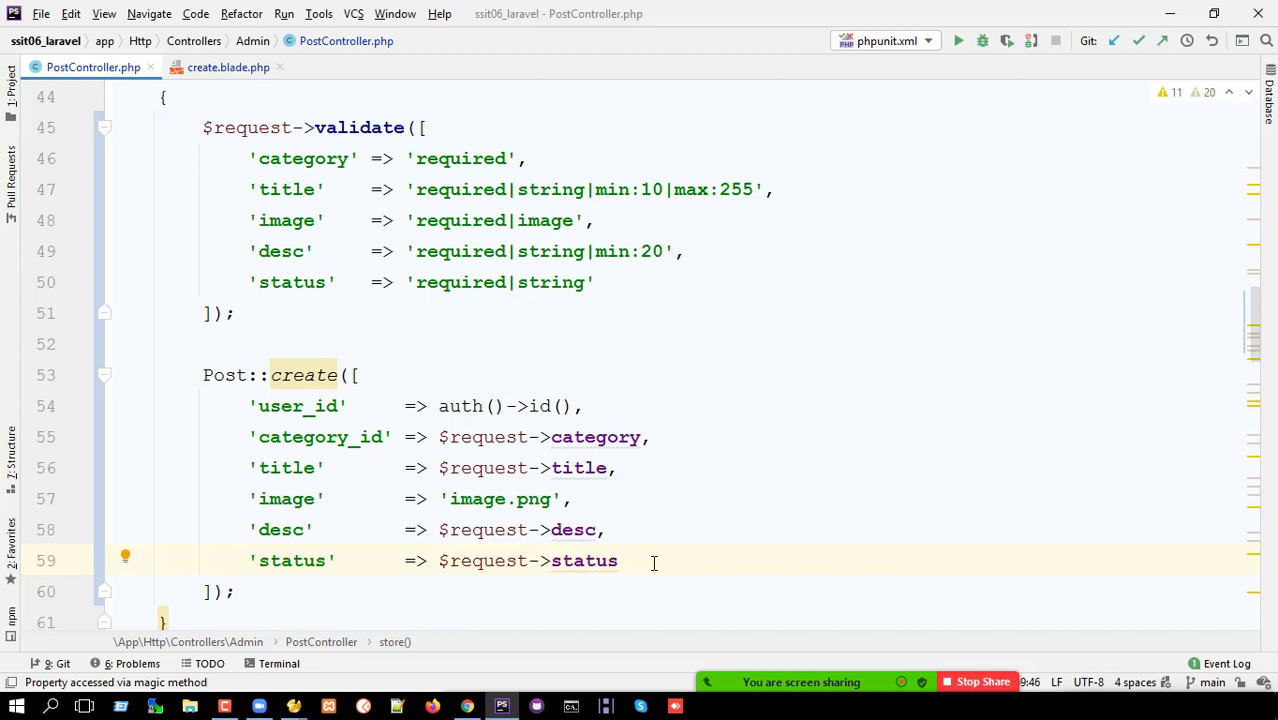 PS File Edit View Navigate Code Refactor Run Tools VCS Window Help ssit06_laravel - PostController.php
ssit06_laravel app Http Controllers Admin PostController.php phpunit.xml Git:
PostController.php create.blade.php
1: Project
Pull Requests
7: Structure
2: Favorites
npm
Database
11 20
44 {
45 $request->validate([
46 'category' => 'required',
47 'title' => 'required|string|min:10|max:255',
48 'image' => 'required|image',
49 'desc' => 'required|string|min:20',
50 'status' => 'required|string'
51 ]);
52
53 Post::create([
54 'user_id' => auth()->id(),
55 'category_id' => $request->category,
56 'title' => $request->title,
57 'image' => 'image.png',
58 'desc' => $request->desc,
59 'status' => $request->status
60 ]);
61 }
\App\Http\Controllers\Admin PostController store()
9: Git 6: Problems TODO Terminal 1 Event Log
Property accessed via magic method You are screen sharing Stop Share 9:46 LF UTF-8 4 spaces main